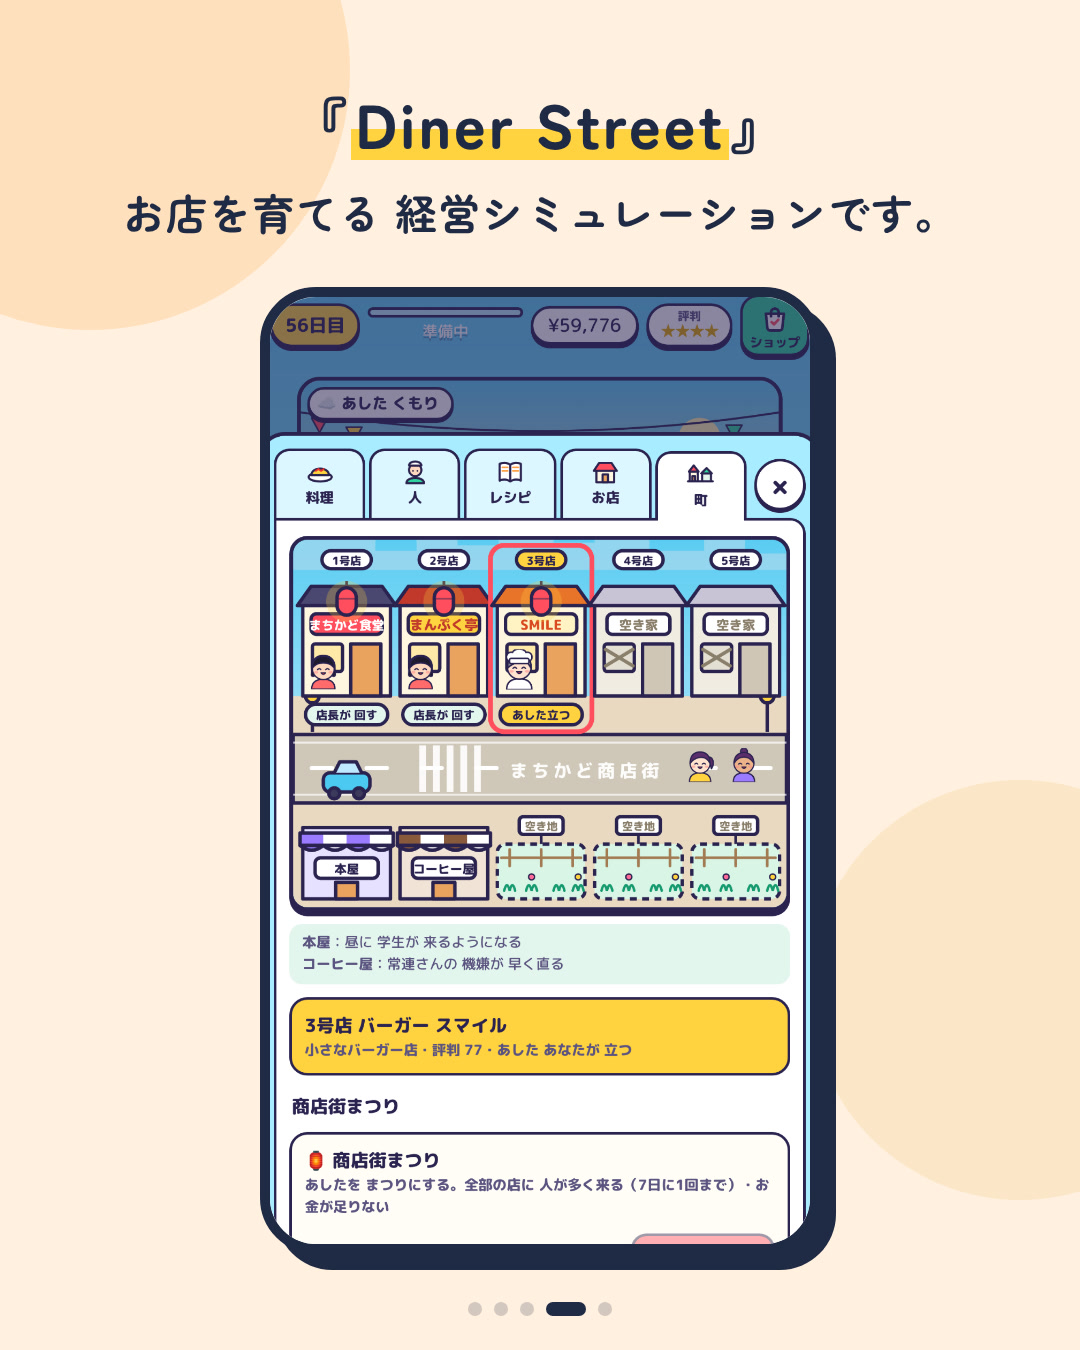 『Diner Street』
お店を育てる 経営シミュレーションです。
56日目
準備中
¥59,776
評判
★★★★
ショップ
あした くもり
料理
人
レシピ
お店
町
×
1号店
2号店
3号店
4号店
5号店
まちかど食堂
まんぷく亭
SMILE
空き家
空き家
店長が 回す
店長が 回す
あした立つ
まちかど商店街
空き地
空き地
空き地
本屋
コーヒー屋
本屋：昼に 学生が 来るようになる
コーヒー屋：常連さんの 機嫌が 早く直る
3号店 バーガー スマイル
小さなバーガー店・評判 77・あした あなたが 立つ
商店街まつり
商店街まつり
あしたを まつりにする。全部の店に 人が多く来る（7日に1回まで）・お
金が足りない